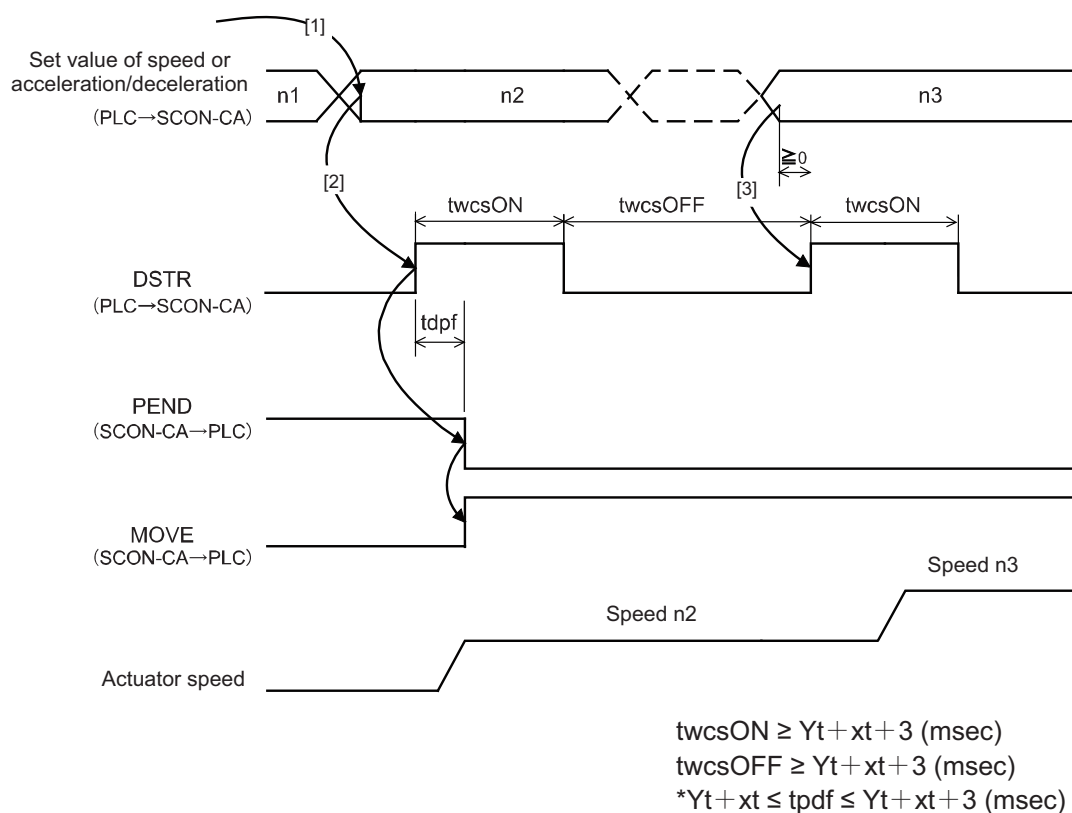 [1]
Set value of speed or
acceleration/deceleration
(PLC→SCON-CA)
n1
n2
n3
≧0
[2]
[3]
twcsON
twcsOFF
twcsON
DSTR
(PLC→SCON-CA)
tdpf
PEND
(SCON-CA→PLC)
MOVE
(SCON-CA→PLC)
Speed n3
Speed n2
Actuator speed
twcsON ≥ Yt+xt+3 (msec)
twcsOFF ≥ Yt+xt+3 (msec)
*Yt+xt ≤ tpdf ≤ Yt+xt+3 (msec)